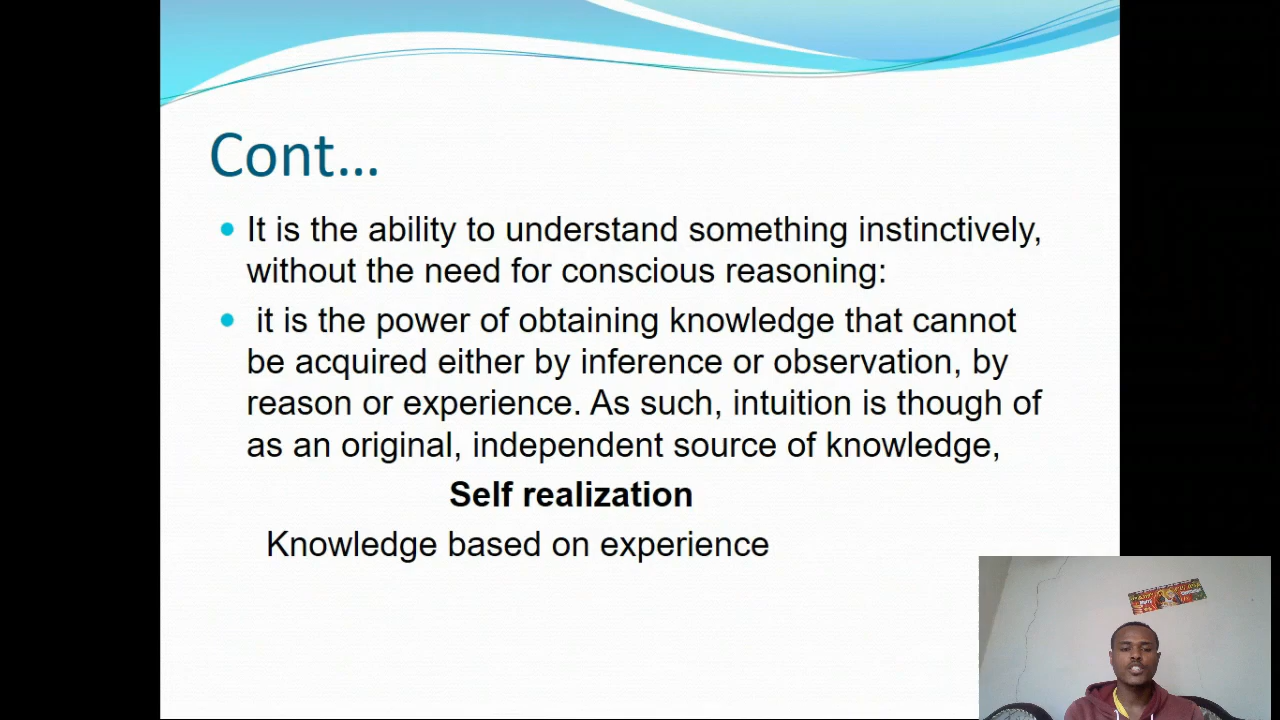 Cont...
It is the ability to understand something instinctively,
without the need for conscious reasoning:
it is the power of obtaining knowledge that cannot
be acquired either by inference or observation, by
reason or experience. As such, intuition is though of
as an original, independent source of knowledge,
Self realization
Knowledge based on experience